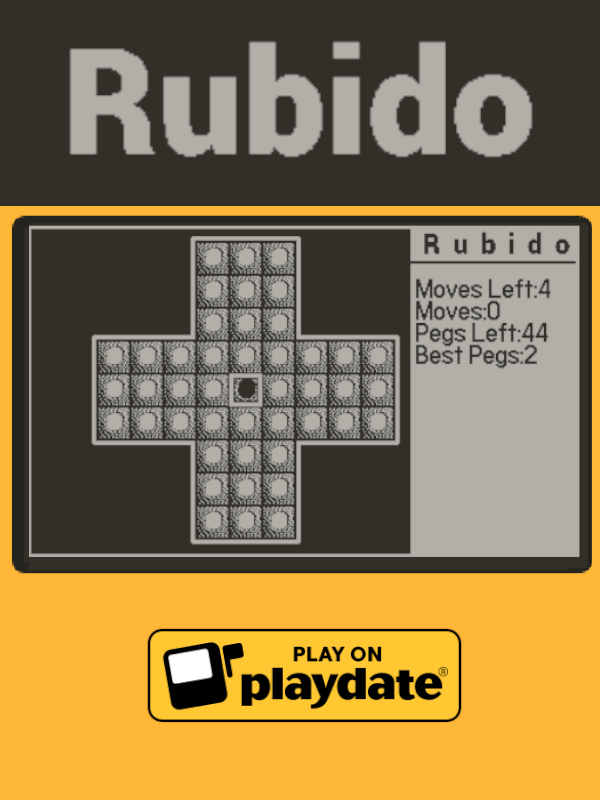 Rubido
Rubido
Moves Left:4
Moves:0
Pegs Left:44
Best Pegs:2
PLAY ON
playdate®